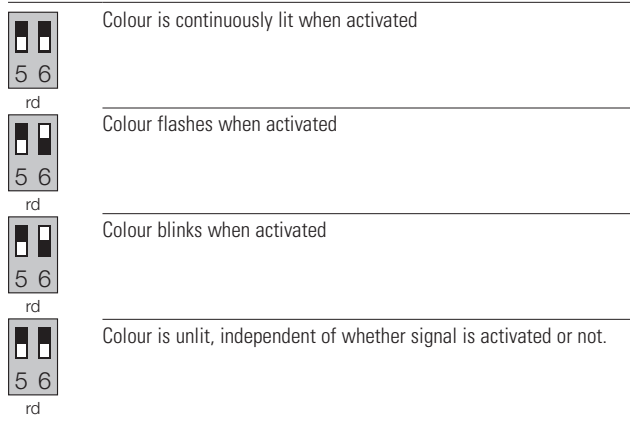 Colour is continuously lit when activated
5 6
rd
Colour flashes when activated
5 6
rd
Colour blinks when activated
5 6
rd
Colour is unlit, independent of whether signal is activated or not.
5 6
rd